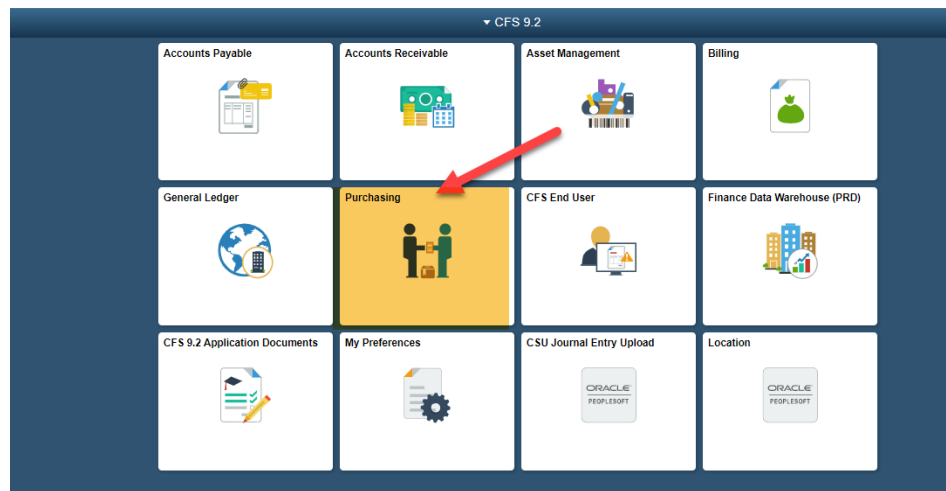 CFS 9.2
Accounts Payable
Accounts Receivable
Asset Management
Billing
General Ledger
Purchasing
CFS End User
Finance Data Warehouse (PRD)
CFS 9.2 Application Documents
My Preferences
CSU Journal Entry Upload
Location
ORACLE
PEOPLESOFT
ORACLE
PEOPLESOFT